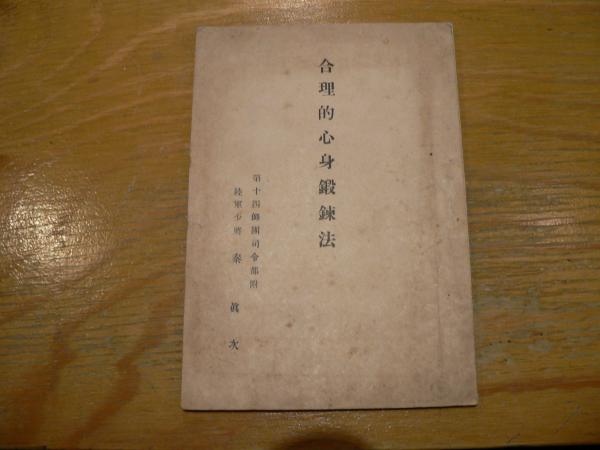 合理的心身鍛錬法
第十四師團司令部附
陸軍少將 秦 眞次